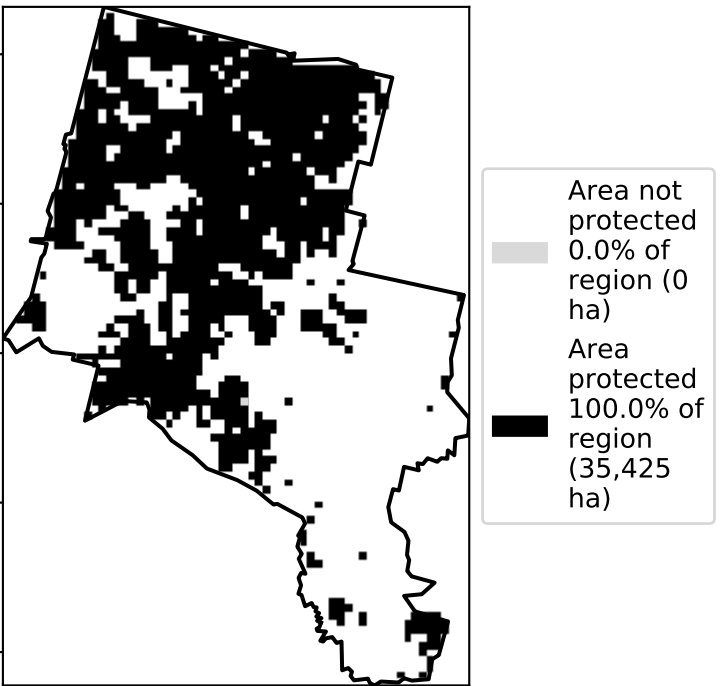 Area not
protected
0.0% of
region (0
ha)
Area
protected
100.0% of
region
(35,425
ha)